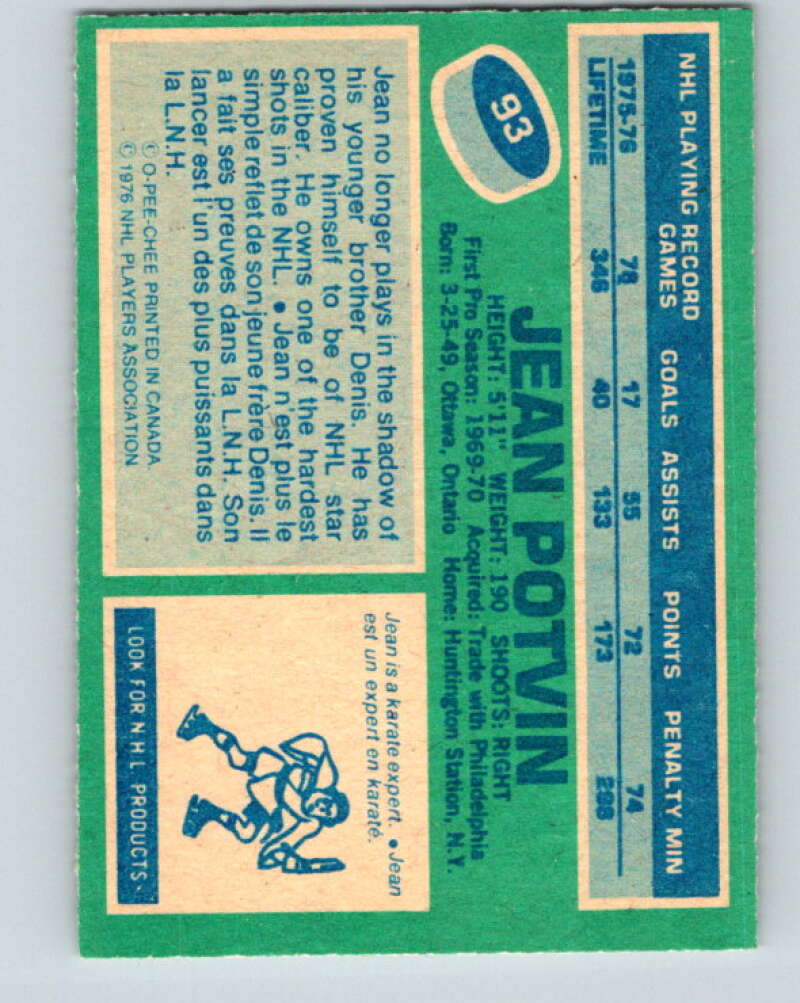 NHL PLAYING RECORD
GAMES GOALS ASSISTS POINTS PENALTY MIN
1975-76 78 17 55 72 74
LIFETIME 346 40 133 173 298
93
JEAN POTVIN
HEIGHT: 5'11" WEIGHT: 190 SHOOTS: RIGHT
First Pro Season: 1969-70 Acquired: Trade with Philadelphia
Born: 3-25-49, Ottawa, Ontario Home: Huntington Station, N.Y.
Jean no longer plays in the shadow of
his younger brother Denis. He has
proven himself to be of NHL star
caliber. He owns one of the hardest
shots in the NHL. • Jean n'est plus le
simple reflet de son jeune frère Denis. Il
a fait ses preuves dans la L.N.H. Son
lancer est l'un des plus puissants dans
la L.N.H.
© O-PEE-CHEE PRINTED IN CANADA
© 1976 NHL PLAYERS ASSOCIATION
Jean is a karate expert. • Jean
est un expert en karaté.
LOOK FOR NHL PRODUCTS.